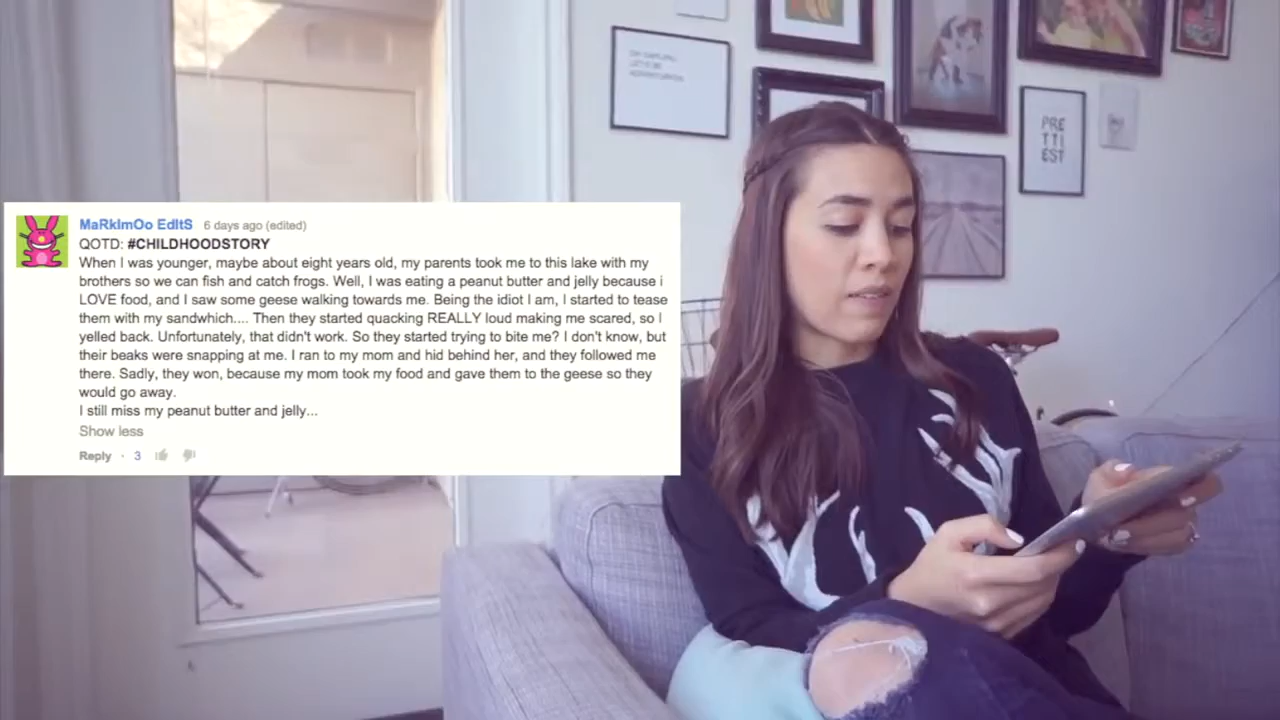 OH DARLING,
LET'S BE
ADVENTURERS
PRE
TTI
EST
MaRkImOo EdItS 6 days ago (edited)
QOTD: #CHILDHOODSTORY
When I was younger, maybe about eight years old, my parents took me to this lake with my
brothers so we can fish and catch frogs. Well, I was eating a peanut butter and jelly because i
LOVE food, and I saw some geese walking towards me. Being the idiot I am, I started to tease
them with my sandwhich.... Then they started quacking REALLY loud making me scared, so I
yelled back. Unfortunately, that didn't work. So they started trying to bite me? I don't know, but
their beaks were snapping at me. I ran to my mom and hid behind her, and they followed me
there. Sadly, they won, because my mom took my food and gave them to the geese so they
would go away.
I still miss my peanut butter and jelly...
Show less
Reply · 3